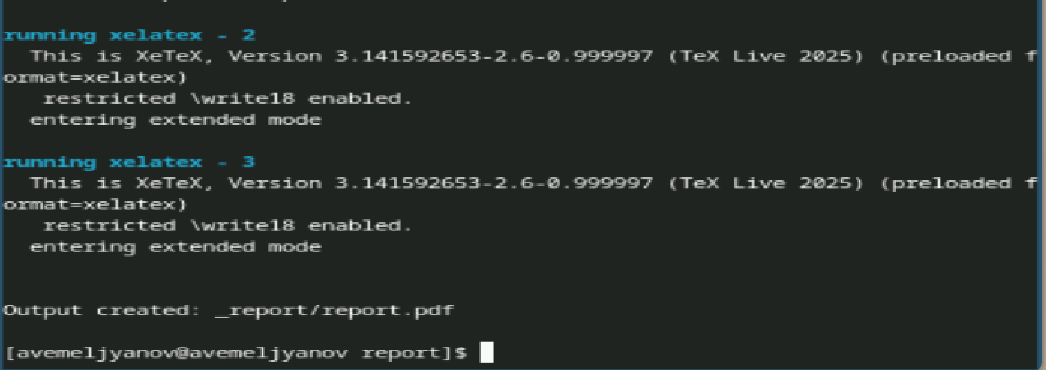 running xelatex - 2
This is XeTeX, Version 3.141592653-2.6-0.999997 (TeX Live 2025) (preloaded f
ormat=xelatex)
restricted \write18 enabled.
entering extended mode
running xelatex - 3
This is XeTeX, Version 3.141592653-2.6-0.999997 (TeX Live 2025) (preloaded f
ormat=xelatex)
restricted \write18 enabled.
entering extended mode
Output created: _report/report.pdf
[avemeljyanov@avemeljyanov report]$